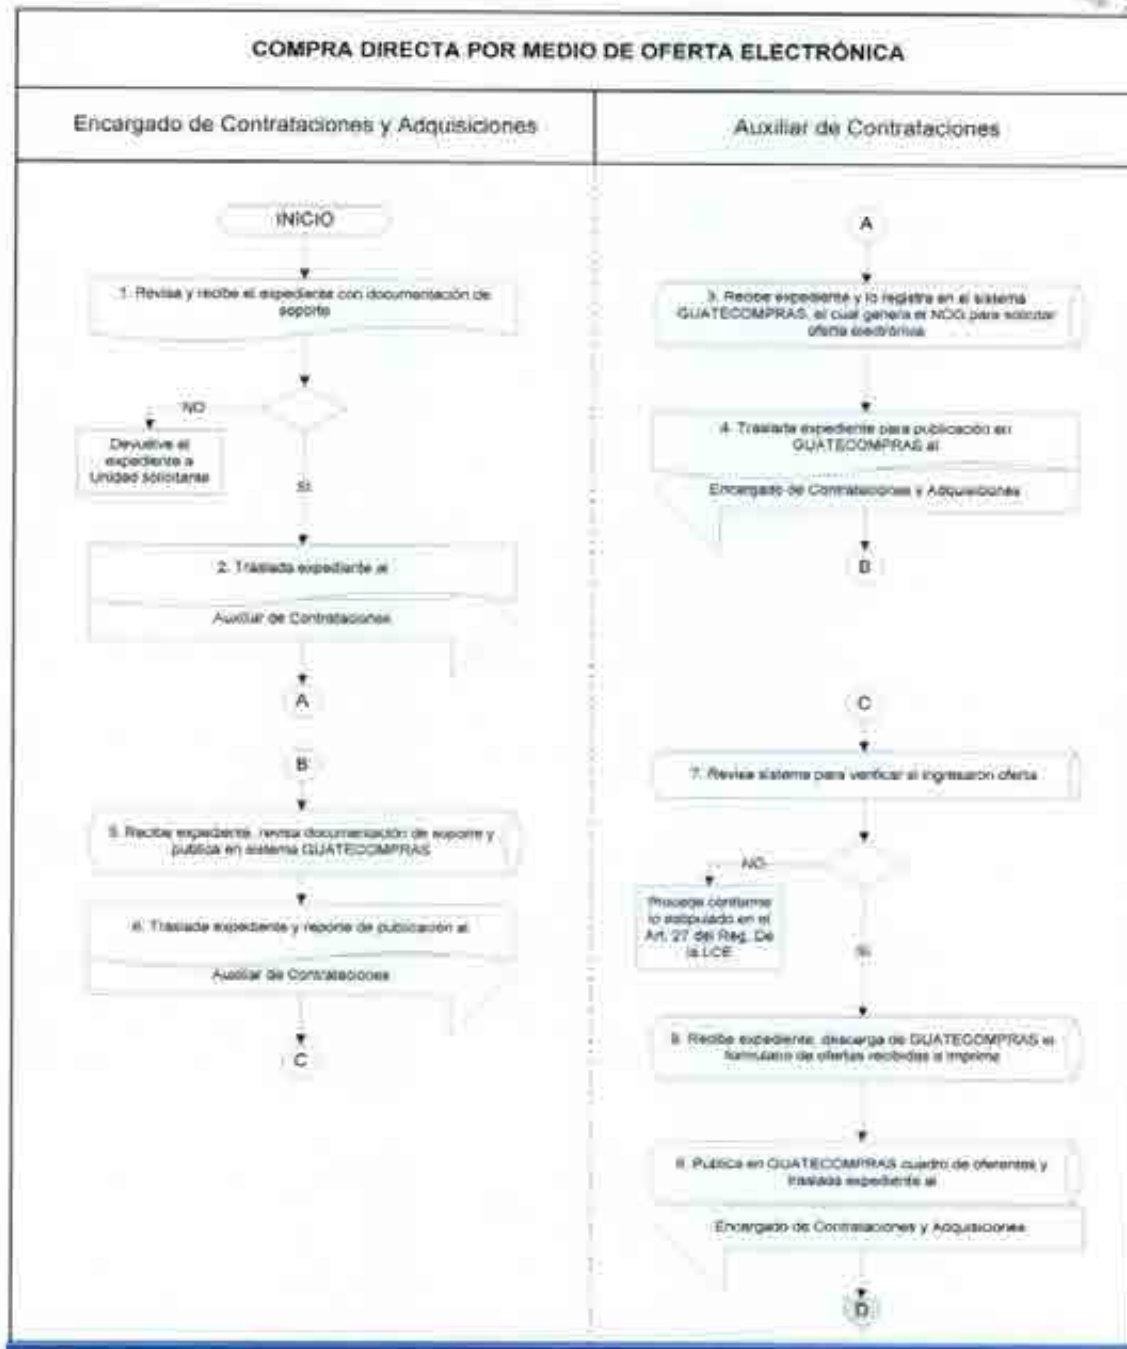 COMPRA DIRECTA POR MEDIO DE OFERTA ELECTRÓNICA
Encargado de Contrataciones y Adquisiciones
Auxiliar de Contrataciones
INICIO
1. Revisa y recibe el expediente con documentación de
soporte
NO
Devuelve el
expediente a
Unidad solicitante
SI
2. Traslada expediente al
Auxiliar de Contrataciones
A
B
5. Recibe expediente, revisa documentación de soporte y
publica en sistema GUATECOMPRAS
6. Traslada expediente y reporte de publicación al
Auxiliar de Contrataciones
C
A
3. Recibe expediente y lo registra en el sistema
GUATECOMPRAS, el cual genera el NOG para solicitar
oferta electrónica
4. Traslada expediente para publicación en
GUATECOMPRAS al
Encargado de Contrataciones y Adquisiciones
B
C
7. Revisa sistema para verificar si ingresaron oferta
NO
Procede conforme
lo estipulado en el
Art. 27 del Reg. De
la LCE
SI
8. Recibe expediente, descarga de GUATECOMPRAS el
formulario de ofertas recibidas e imprime
9. Publica en GUATECOMPRAS cuadro de oferentes y
traslada expediente al
Encargado de Contrataciones y Adquisiciones
D